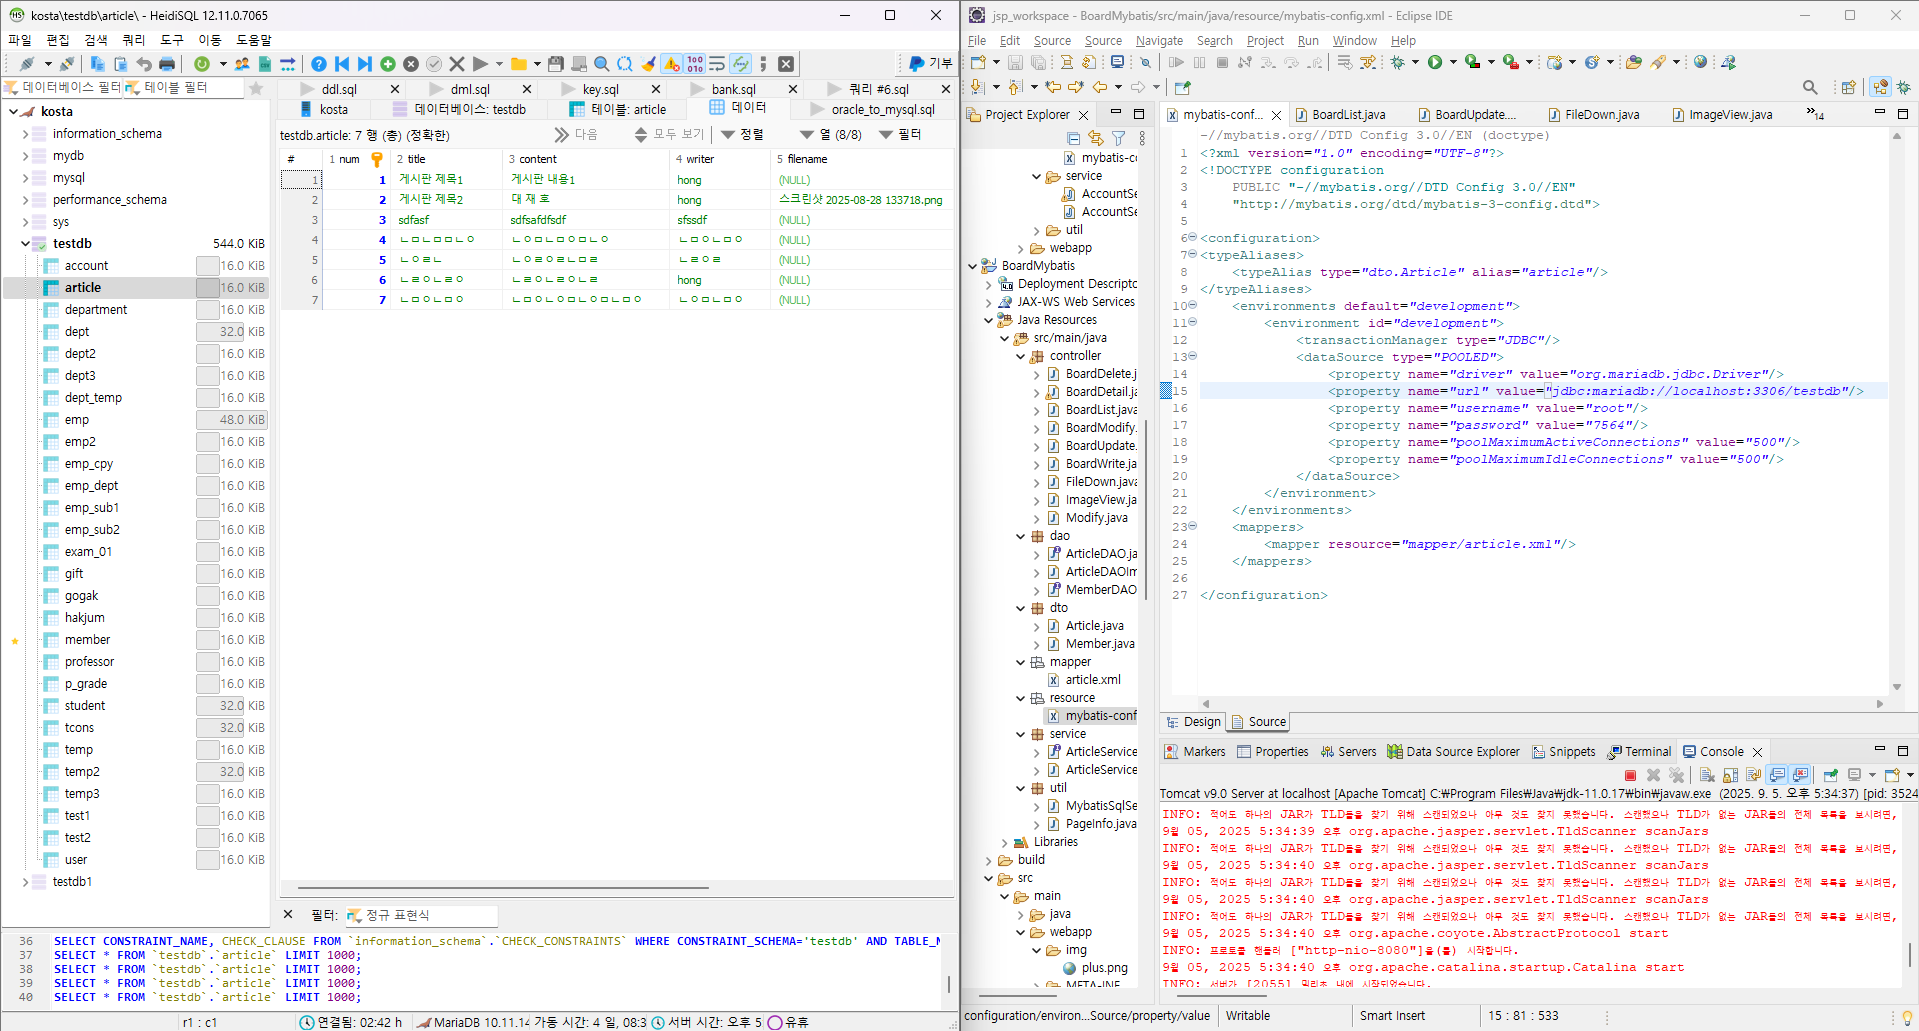 kosta\testdb\article\ - HeidiSQL 12.11.0.7065
파일 편집 검색 쿼리 도구 이동 도움말
기부
데이터베이스 필터 테이블 필터
ddl.sql dml.sql key.sql bank.sql 쿼리 #6.sql
kosta 데이터베이스: testdb 테이블: article 데이터 oracle_to_mysql.sql
testdb.article: 7 행 (총) (정확한) 다음 모두 보기 정렬 열 (8/8) 필터
# 1 num 2 title 3 content 4 writer 5 filename
1 1 게시판 제목1 게시판 내용1 hong (NULL)
2 2 게시판 제목2 대 재 호 hong 스크린샷 2025-08-28 133718.png
3 3 sdfasf sdfsafdfsdf sfssdf (NULL)
4 4 ㄴㅁㄴㅁㅁㄴㅇ ㄴㅇㅁㄴㅁㅇㅁㄴㅇ ㄴㅁㅇㄴㅁㅇ (NULL)
5 5 ㄴㅇㄹㄴ ㄴㅇㄹㅇㄹㄴㅁㄹ ㄴㄹㅇㄹ (NULL)
6 6 ㄴㄹㅇㄴㄹㅇ ㄴㄹㅇㄴㄹㅇㄴㄹ hong (NULL)
7 7 ㄴㅁㅇㄴㅁㅇ ㄴㅁㅇㄴㅁㅇㄴㅁㄴㅁㅇ ㄴㅇㅁㄴㅁㅇ (NULL)
kosta
information_schema
mydb
mysql
performance_schema
sys
testdb 544.0 KiB
account 16.0 KiB
article 16.0 KiB
department 16.0 KiB
dept 32.0 KiB
dept2 16.0 KiB
dept3 16.0 KiB
dept_temp 16.0 KiB
emp 48.0 KiB
emp2 16.0 KiB
emp_cpy 16.0 KiB
emp_dept 16.0 KiB
emp_sub1 16.0 KiB
emp_sub2 16.0 KiB
exam_01 16.0 KiB
gift 16.0 KiB
gogak 16.0 KiB
hakjum 16.0 KiB
member 16.0 KiB
professor 16.0 KiB
p_grade 16.0 KiB
student 32.0 KiB
tcons 32.0 KiB
temp 16.0 KiB
temp2 32.0 KiB
temp3 16.0 KiB
test1 16.0 KiB
test2 16.0 KiB
user 16.0 KiB
testdb1
필터: 정규 표현식
36 SELECT CONSTRAINT_NAME, CHECK_CLAUSE FROM `information_schema`.`CHECK_CONSTRAINTS` WHERE CONSTRAINT_SCHEMA='testdb' AND TABLE_N
37 SELECT * FROM `testdb`.`article` LIMIT 1000;
38 SELECT * FROM `testdb`.`article` LIMIT 1000;
39 SELECT * FROM `testdb`.`article` LIMIT 1000;
40 SELECT * FROM `testdb`.`article` LIMIT 1000;
r1 : c1 연결됨: 02:42 h MariaDB 10.11.14 가동 시간: 4 일, 08:3 서버 시간: 오후 5 유휴
jsp_workspace - BoardMybatis/src/main/java/resource/mybatis-config.xml - Eclipse IDE
File Edit Source Source Navigate Search Project Run Window Help
Project Explorer
mybatis-co
service
AccountSe
AccountSe
util
webapp
BoardMybatis
Deployment Descripto
JAX-WS Web Services
Java Resources
src/main/java
controller
BoardDelete.j
BoardDetail.j
BoardList.java
BoardModify.
BoardUpdate.
BoardWrite.ja
FileDown.java
ImageView.ja
Modify.java
dao
ArticleDAO.ja
ArticleDAOIm
MemberDAO
dto
Article.java
Member.java
mapper
article.xml
resource
mybatis-conf
service
ArticleService
ArticleService
util
MybatisSqlSe
PageInfo.java
Libraries
build
src
main
java
webapp
img
plus.png
META-INF
mybatis-conf... BoardList.java BoardUpdate.... FileDown.java ImageView.java »14
-//mybatis.org//DTD Config 3.0//EN (doctype)
1 <?xml version="1.0" encoding="UTF-8"?>
2 <!DOCTYPE configuration
3 PUBLIC "-//mybatis.org//DTD Config 3.0//EN"
4 "http://mybatis.org/dtd/mybatis-3-config.dtd">
5
6 <configuration>
7 <typeAliases>
8 <typeAlias type="dto.Article" alias="article"/>
9 </typeAliases>
10 <environments default="development">
11 <environment id="development">
12 <transactionManager type="JDBC"/>
13 <dataSource type="POOLED">
14 <property name="driver" value="org.mariadb.jdbc.Driver"/>
15 <property name="url" value="jdbc:mariadb://localhost:3306/testdb"/>
16 <property name="username" value="root"/>
17 <property name="password" value="7564"/>
18 <property name="poolMaximumActiveConnections" value="500"/>
19 <property name="poolMaximumIdleConnections" value="500"/>
20 </dataSource>
21 </environment>
22 </environments>
23 <mappers>
24 <mapper resource="mapper/article.xml"/>
25 </mappers>
26
27 </configuration>
Design Source
Markers Properties Servers Data Source Explorer Snippets Terminal Console
Tomcat v9.0 Server at localhost [Apache Tomcat] C:₩Program Files₩Java₩jdk-11.0.17₩bin₩javaw.exe (2025. 9. 5. 오후 5:34:37) [pid: 3524
INFO: 적어도 하나의 JAR가 TLD들을 찾기 위해 스캔되었으나 아무 것도 찾지 못했습니다. 스캔했으나 TLD가 없는 JAR들의 전체 목록을 보시려면,
9월 05, 2025 5:34:39 오후 org.apache.jasper.servlet.TldScanner scanJars
INFO: 적어도 하나의 JAR가 TLD들을 찾기 위해 스캔되었으나 아무 것도 찾지 못했습니다. 스캔했으나 TLD가 없는 JAR들의 전체 목록을 보시려면,
9월 05, 2025 5:34:40 오후 org.apache.jasper.servlet.TldScanner scanJars
INFO: 적어도 하나의 JAR가 TLD들을 찾기 위해 스캔되었으나 아무 것도 찾지 못했습니다. 스캔했으나 TLD가 없는 JAR들의 전체 목록을 보시려면,
9월 05, 2025 5:34:40 오후 org.apache.jasper.servlet.TldScanner scanJars
INFO: 적어도 하나의 JAR가 TLD들을 찾기 위해 스캔되었으나 아무 것도 찾지 못했습니다. 스캔했으나 TLD가 없는 JAR들의 전체 목록을 보시려면,
9월 05, 2025 5:34:40 오후 org.apache.coyote.AbstractProtocol start
INFO: 프로토콜 핸들러 ["http-nio-8080"]을(를) 시작합니다.
9월 05, 2025 5:34:40 오후 org.apache.catalina.startup.Catalina start
INFO: 서버가 [2055] 밀리초 내에 시작되었습니다.
configuration/environ...Source/property/value Writable Smart Insert 15 : 81 : 533